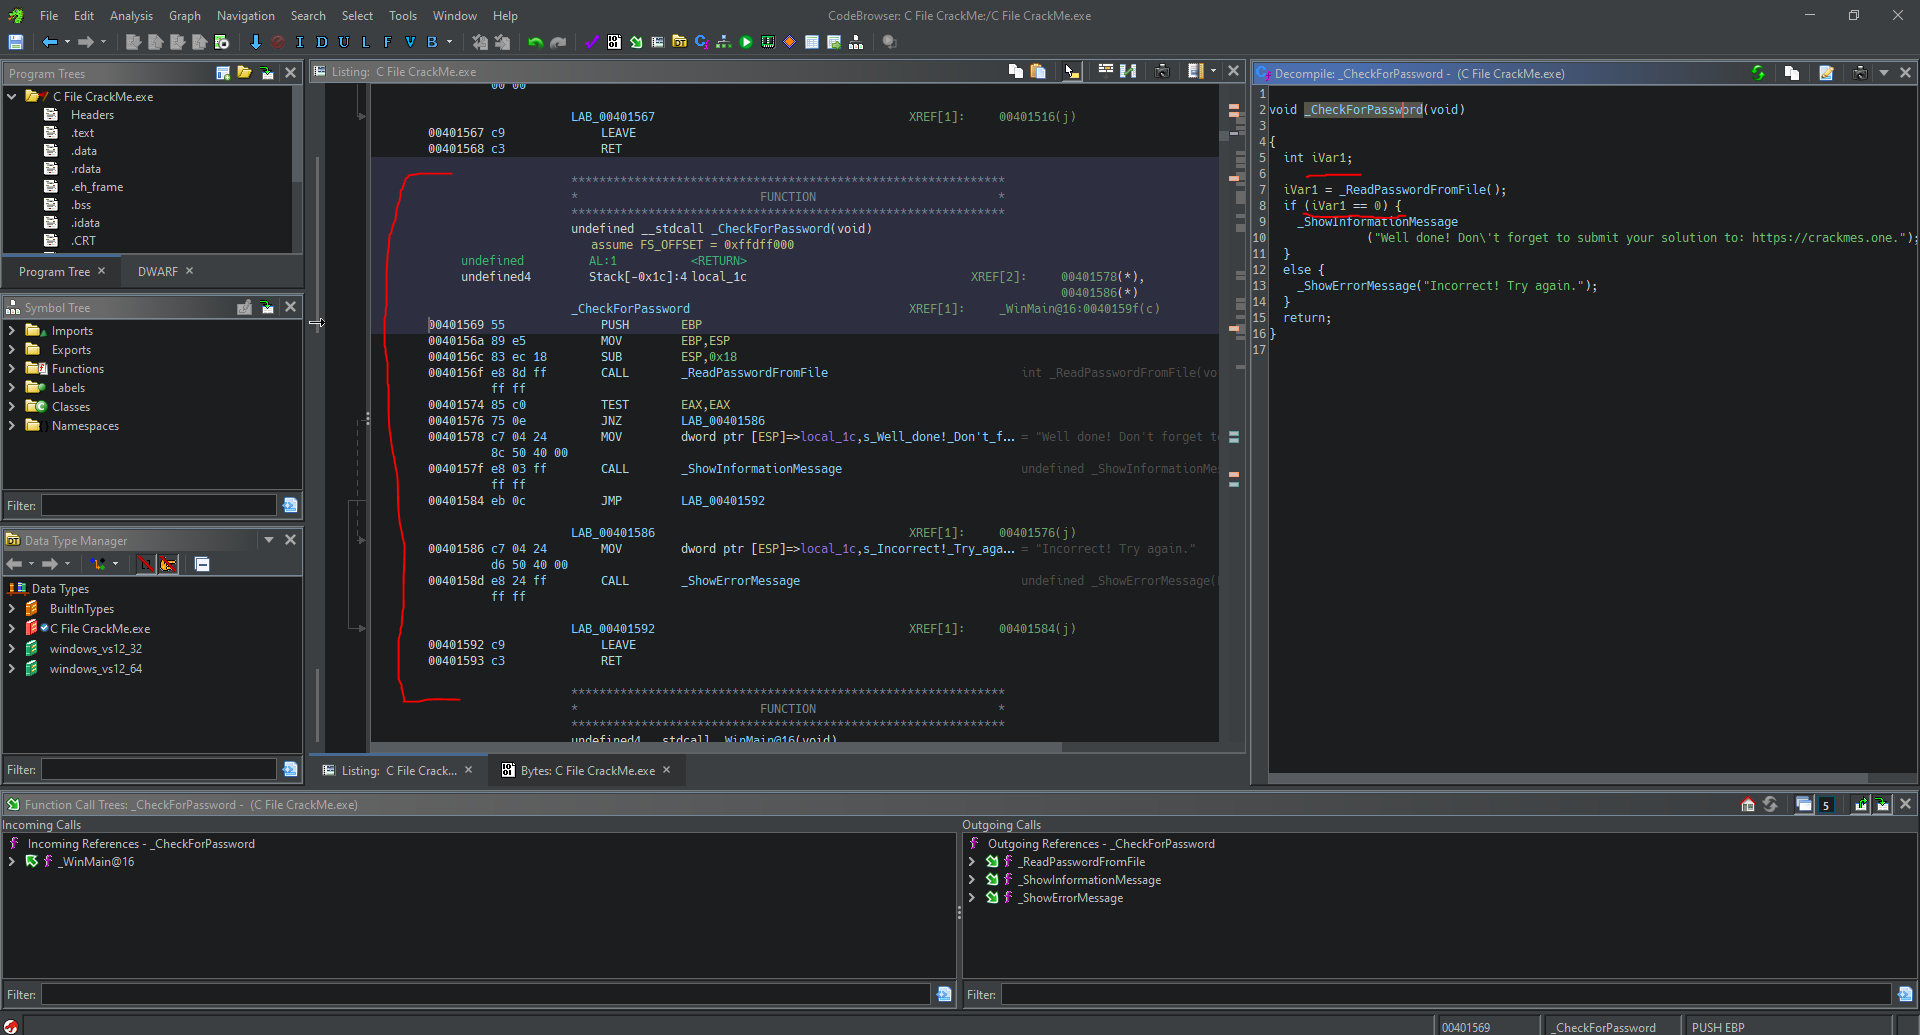 File Edit Analysis Graph Navigation Search Select Tools Window Help
CodeBrowser: C File CrackMe:/C File CrackMe.exe
I D U L F V B
Program Trees
C File CrackMe.exe
Headers
.text
.data
.rdata
.eh_frame
.bss
.idata
.CRT
Program Tree
DWARF
Symbol Tree
Imports
Exports
Functions
Labels
Classes
Namespaces
Filter:
Data Type Manager
Data Types
BuiltInTypes
C File CrackMe.exe
windows_vs12_32
windows_vs12_64
Filter:
Listing: C File CrackMe.exe
00 00
LAB_00401567 XREF[1]: 00401516(j)
00401567 c9 LEAVE
00401568 c3 RET
**************************************************************
* FUNCTION *
**************************************************************
undefined __stdcall _CheckForPassword(void)
assume FS_OFFSET = 0xffdff000
undefined AL:1 <RETURN>
undefined4 Stack[-0x1c]:4 local_1c XREF[2]: 00401578(*),
00401586(*)
_CheckForPassword XREF[1]: _WinMain@16:0040159f(c)
00401569 55 PUSH EBP
0040156a 89 e5 MOV EBP,ESP
0040156c 83 ec 18 SUB ESP,0x18
0040156f e8 8d ff CALL _ReadPasswordFromFile int _ReadPasswordFromFile(vo
ff ff
00401574 85 c0 TEST EAX,EAX
00401576 75 0e JNZ LAB_00401586
00401578 c7 04 24 MOV dword ptr [ESP]=>local_1c,s_Well_done!_Don't_f... = "Well done! Don't forget t
8c 50 40 00
0040157f e8 03 ff CALL _ShowInformationMessage undefined _ShowInformationMe
ff ff
00401584 eb 0c JMP LAB_00401592
LAB_00401586 XREF[1]: 00401576(j)
00401586 c7 04 24 MOV dword ptr [ESP]=>local_1c,s_Incorrect!_Try_aga... = "Incorrect! Try again."
d6 50 40 00
0040158d e8 24 ff CALL _ShowErrorMessage undefined _ShowErrorMessage(
ff ff
LAB_00401592 XREF[1]: 00401584(j)
00401592 c9 LEAVE
00401593 c3 RET
**************************************************************
* FUNCTION *
**************************************************************
undefined4 __stdcall _WinMain@16(void)
Listing: C File Crack...
Bytes: C File CrackMe.exe
Decompile: _CheckForPassword - (C File CrackMe.exe)
1
2 void _CheckForPassword(void)
3
4 {
5 int iVar1;
6
7 iVar1 = _ReadPasswordFromFile();
8 if (iVar1 == 0) {
9 _ShowInformationMessage
10 ("Well done! Don\'t forget to submit your solution to: https://crackmes.one.");
11 }
12 else {
13 _ShowErrorMessage("Incorrect! Try again.");
14 }
15 return;
16 }
17
Function Call Trees: _CheckForPassword - (C File CrackMe.exe)
5
Incoming Calls
Incoming References - _CheckForPassword
_WinMain@16
Filter:
Outgoing Calls
Outgoing References - _CheckForPassword
_ReadPasswordFromFile
_ShowInformationMessage
_ShowErrorMessage
Filter:
00401569 _CheckForPassword PUSH EBP